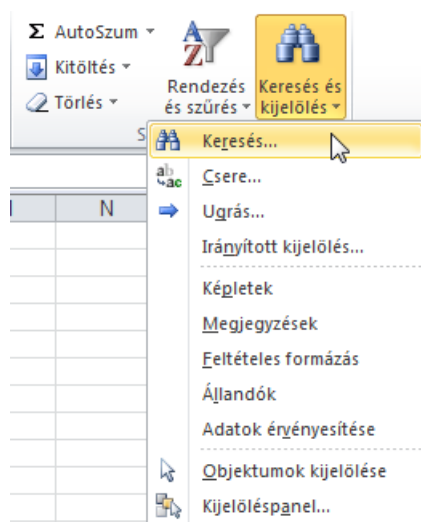 Σ AutoSzum
Kitöltés
Törlés
Rendezés
és szűrés
Keresés és
kijelölés
S
Keresés...
Csere...
Ugrás...
Irányított kijelölés...
Képletek
Megjegyzések
Feltételes formázás
Állandók
Adatok érvényesítése
Objektumok kijelölése
Kijelöléspanel...
N